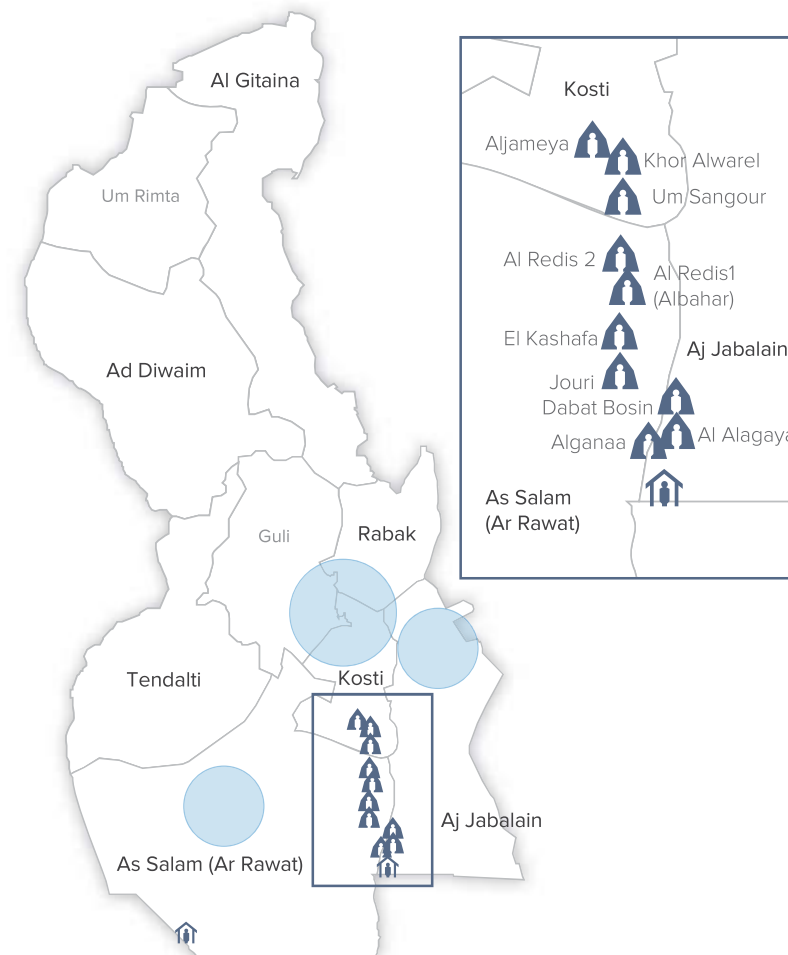 Al Gitaina
Um Rimta
Ad Diwaim
Guli
Rabak
Tendalti
Kosti
Aj Jabalain
As Salam (Ar Rawat)
Kosti
Aljameya
Khor Alwarel
Um Sangour
Al Redis 2
Al Redis1
(Albahar)
El Kashafa
Aj Jabalain
Jouri
Dabat Bosin
Alganaa
Al Alagaya
As Salam
(Ar Rawat)